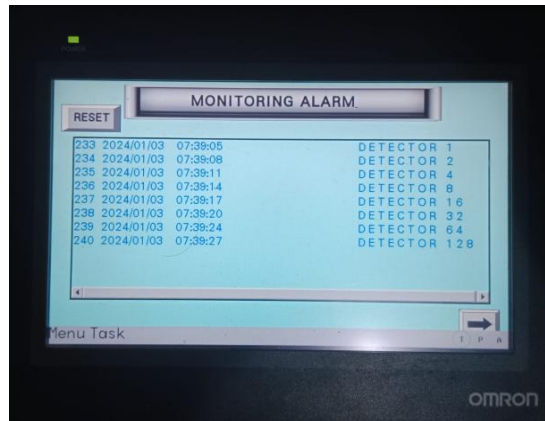 POWER
MONITORING ALARM
RESET
233 2024/01/03 07:39:05 DETECTOR 1
234 2024/01/03 07:39:08 DETECTOR 2
235 2024/01/03 07:39:11 DETECTOR 4
236 2024/01/03 07:39:14 DETECTOR 8
237 2024/01/03 07:39:17 DETECTOR 16
238 2024/01/03 07:39:20 DETECTOR 32
239 2024/01/03 07:39:24 DETECTOR 64
240 2024/01/03 07:39:27 DETECTOR 128
Menu Task
T P A
OMRON